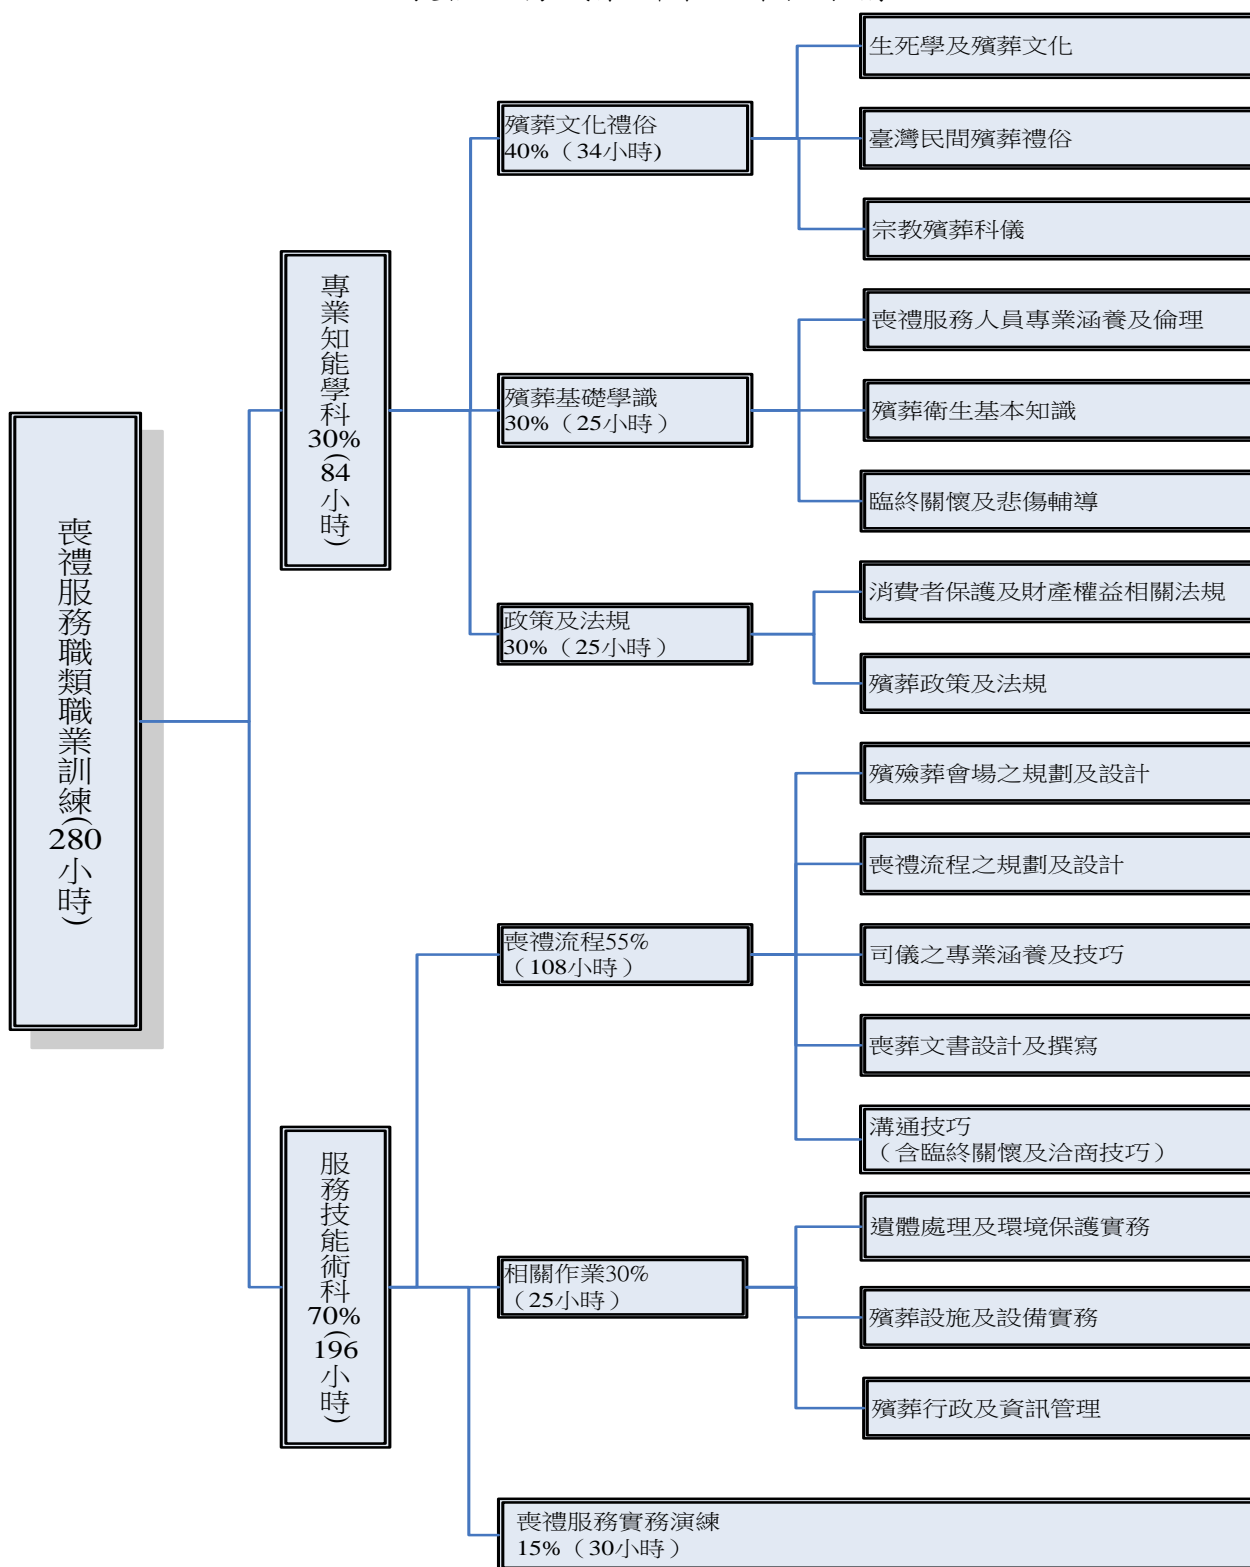 喪禮服務職類職業訓練(280小時)
專業知能學科30%(84小時)
殯葬文化禮俗
40%（34小時)
生死學及殯葬文化
臺灣民間殯葬禮俗
宗教殯葬科儀
殯葬基礎學識
30%（25小時）
喪禮服務人員專業涵養及倫理
殯葬衛生基本知識
臨終關懷及悲傷輔導
政策及法規
30%（25小時）
消費者保護及財產權益相關法規
殯葬政策及法規
服務技能術科70%(196小時)
喪禮流程55%
（108小時）
殯殮葬會場之規劃及設計
喪禮流程之規劃及設計
司儀之專業涵養及技巧
喪葬文書設計及撰寫
溝通技巧
（含臨終關懷及洽商技巧）
相關作業30%
（25小時）
遺體處理及環境保護實務
殯葬設施及設備實務
殯葬行政及資訊管理
喪禮服務實務演練
15%（30小時）